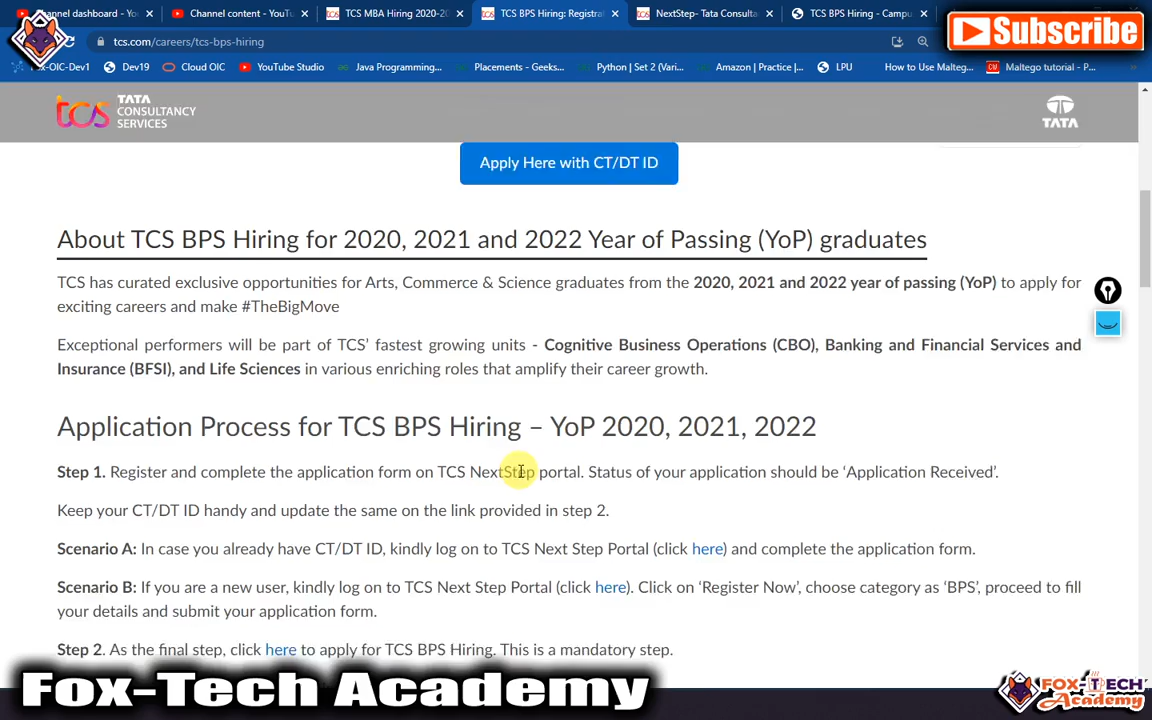 hannel dashboard - Yo
Channel content - YouTu
TCS MBA Hiring 2020-20
TCS BPS Hiring: Registrat
NextStep- Tata Consulta
TCS BPS Hiring - Campu
Subscribe
tcs.com/careers/tcs-bps-hiring
Fox-OIC-Dev1
Dev19
Cloud OIC
YouTube Studio
Java Programming...
Placements - Geeks...
Python | Set 2 (Vari...
Amazon | Practice |...
LPU
How to Use Malteg...
Maltego tutorial - P...
tcs TATA
CONSULTANCY
SERVICES
TATA
Apply Here with CT/DT ID
About TCS BPS Hiring for 2020, 2021 and 2022 Year of Passing (YoP) graduates
TCS has curated exclusive opportunities for Arts, Commerce & Science graduates from the 2020, 2021 and 2022 year of passing (YoP) to apply for
exciting careers and make #TheBigMove
Exceptional performers will be part of TCS' fastest growing units - Cognitive Business Operations (CBO), Banking and Financial Services and
Insurance (BFSI), and Life Sciences in various enriching roles that amplify their career growth.
Application Process for TCS BPS Hiring – YoP 2020, 2021, 2022
Step 1. Register and complete the application form on TCS NextStep portal. Status of your application should be 'Application Received'.
Keep your CT/DT ID handy and update the same on the link provided in step 2.
Scenario A: In case you already have CT/DT ID, kindly log on to TCS Next Step Portal (click here) and complete the application form.
Scenario B: If you are a new user, kindly log on to TCS Next Step Portal (click here). Click on 'Register Now', choose category as 'BPS', proceed to fill
your details and submit your application form.
Step 2. As the final step, click here to apply for TCS BPS Hiring. This is a mandatory step.
Fox-Tech Academy
FOX-TECH
Academy